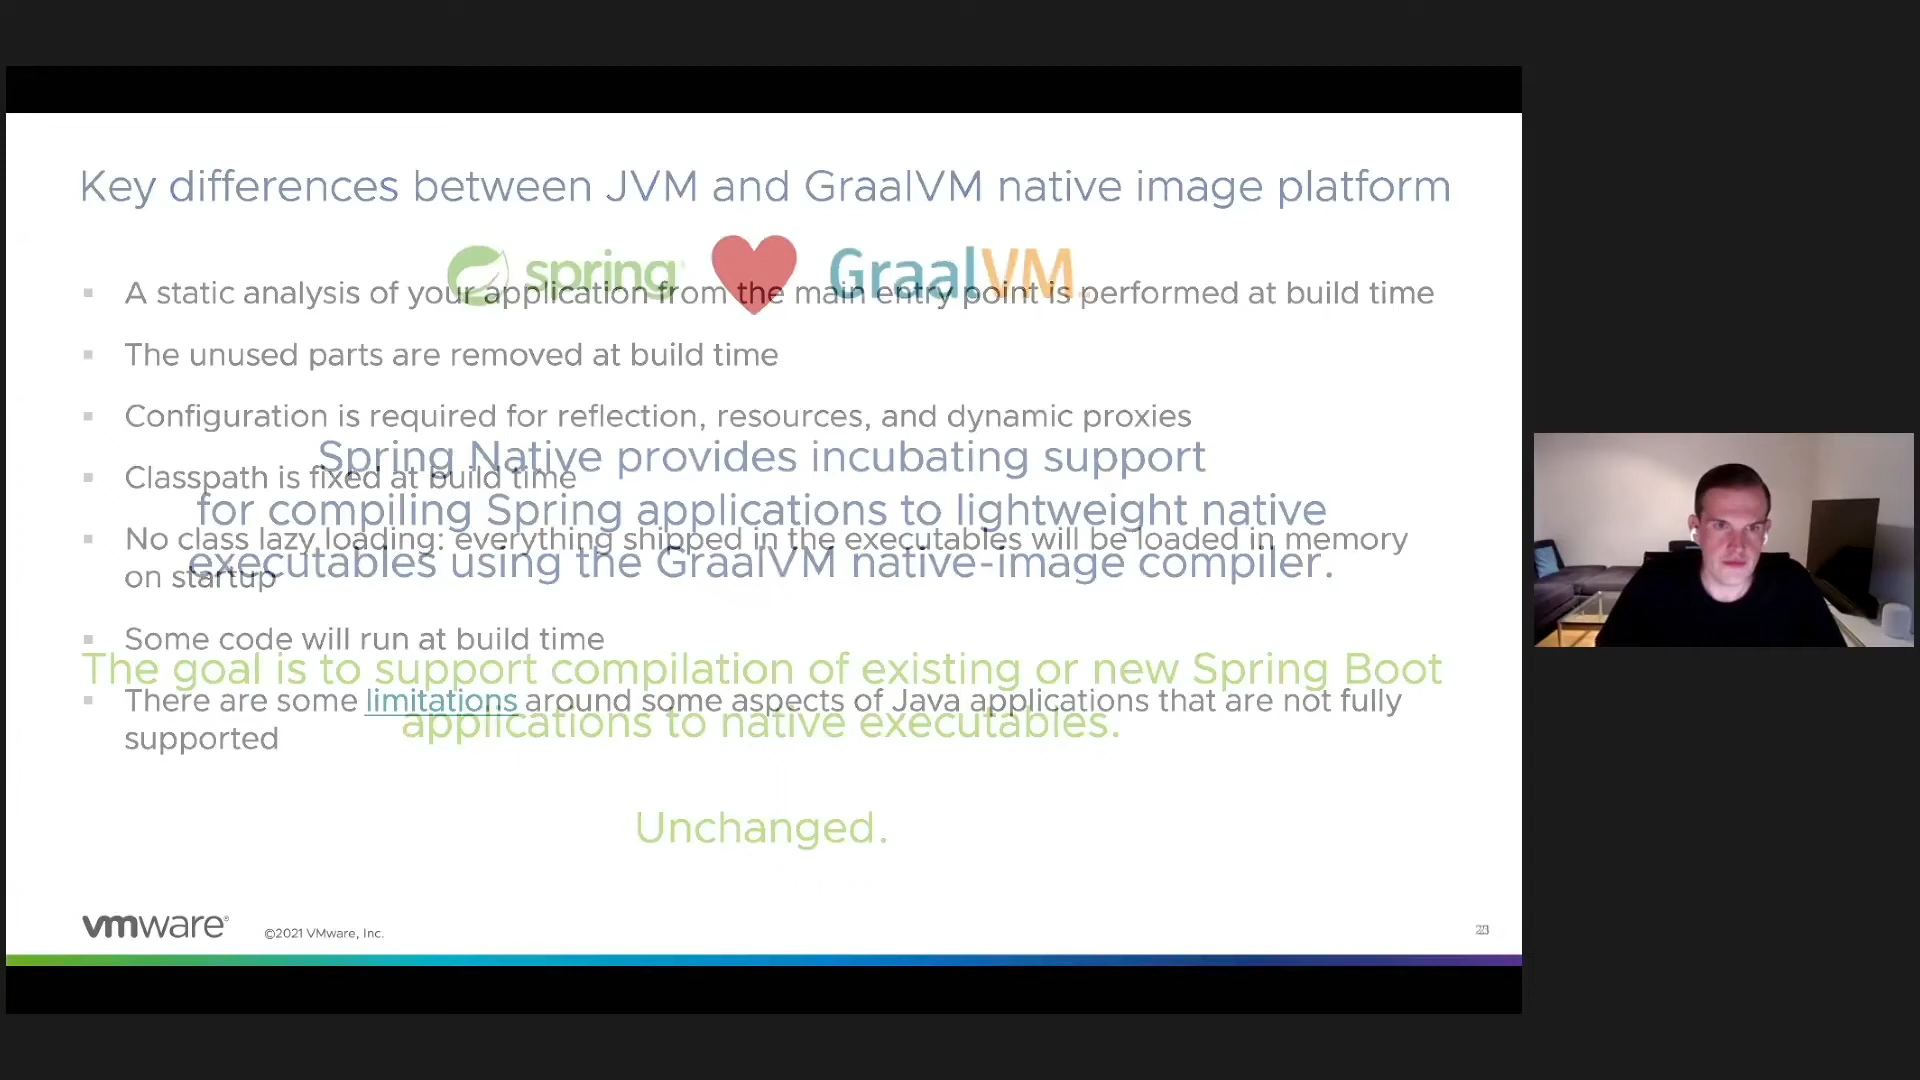 Key differences between JVM and GraalVM native image platform
spring GraalVM
A static analysis of your application from the main entry point is performed at build time
The unused parts are removed at build time
Configuration is required for reflection, resources, and dynamic proxies
Spring Native provides incubating support
Classpath is fixed at build time
for compiling Spring applications to lightweight native
No class lazy loading: everything shipped in the executables will be loaded in memory
executables using the GraalVM native-image compiler.
on startup
Some code will run at build time
The goal is to support compilation of existing or new Spring Boot
There are some limitations around some aspects of Java applications that are not fully
applications to native executables.
supported
Unchanged.
vmware®
©2021 VMware, Inc.